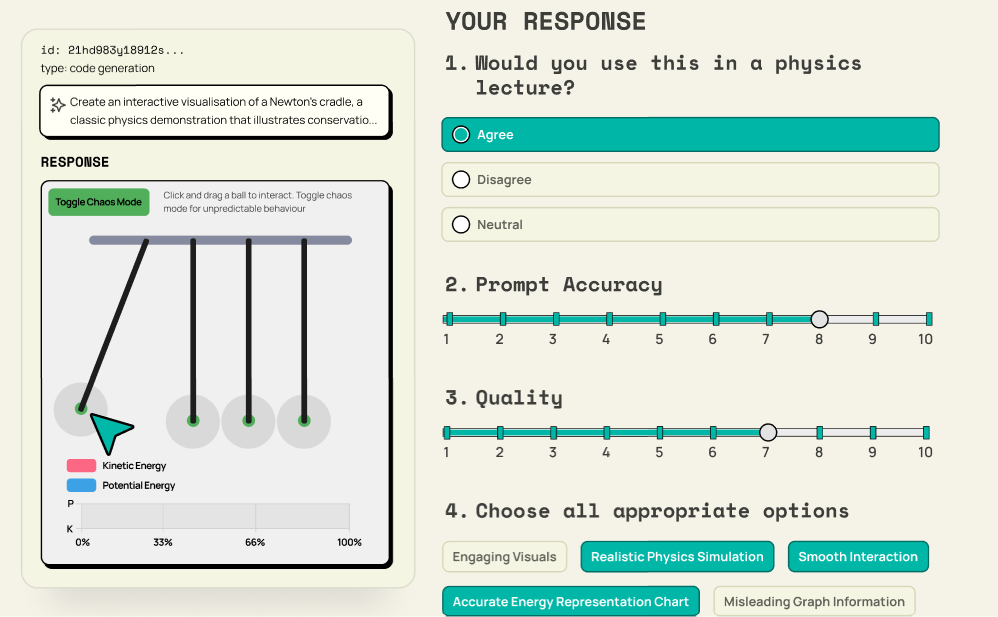 id: 21hd983y18912s...
type: code generation
Create an interactive visualisation of a Newton's cradle, a
classic physics demonstration that illustrates conservatio...
RESPONSE
Toggle Chaos Mode
Click and drag a ball to interact. Toggle chaos
mode for unpredictable behaviour
Kinetic Energy
Potential Energy
P
K
0% 33% 66% 100%
YOUR RESPONSE
1. Would you use this in a physics
lecture?
Agree
Disagree
Neutral
2. Prompt Accuracy
1 2 3 4 5 6 7 8 9 10
3. Quality
1 2 3 4 5 6 7 8 9 10
4. Choose all appropriate options
Engaging Visuals Realistic Physics Simulation Smooth Interaction
Accurate Energy Representation Chart Misleading Graph Information